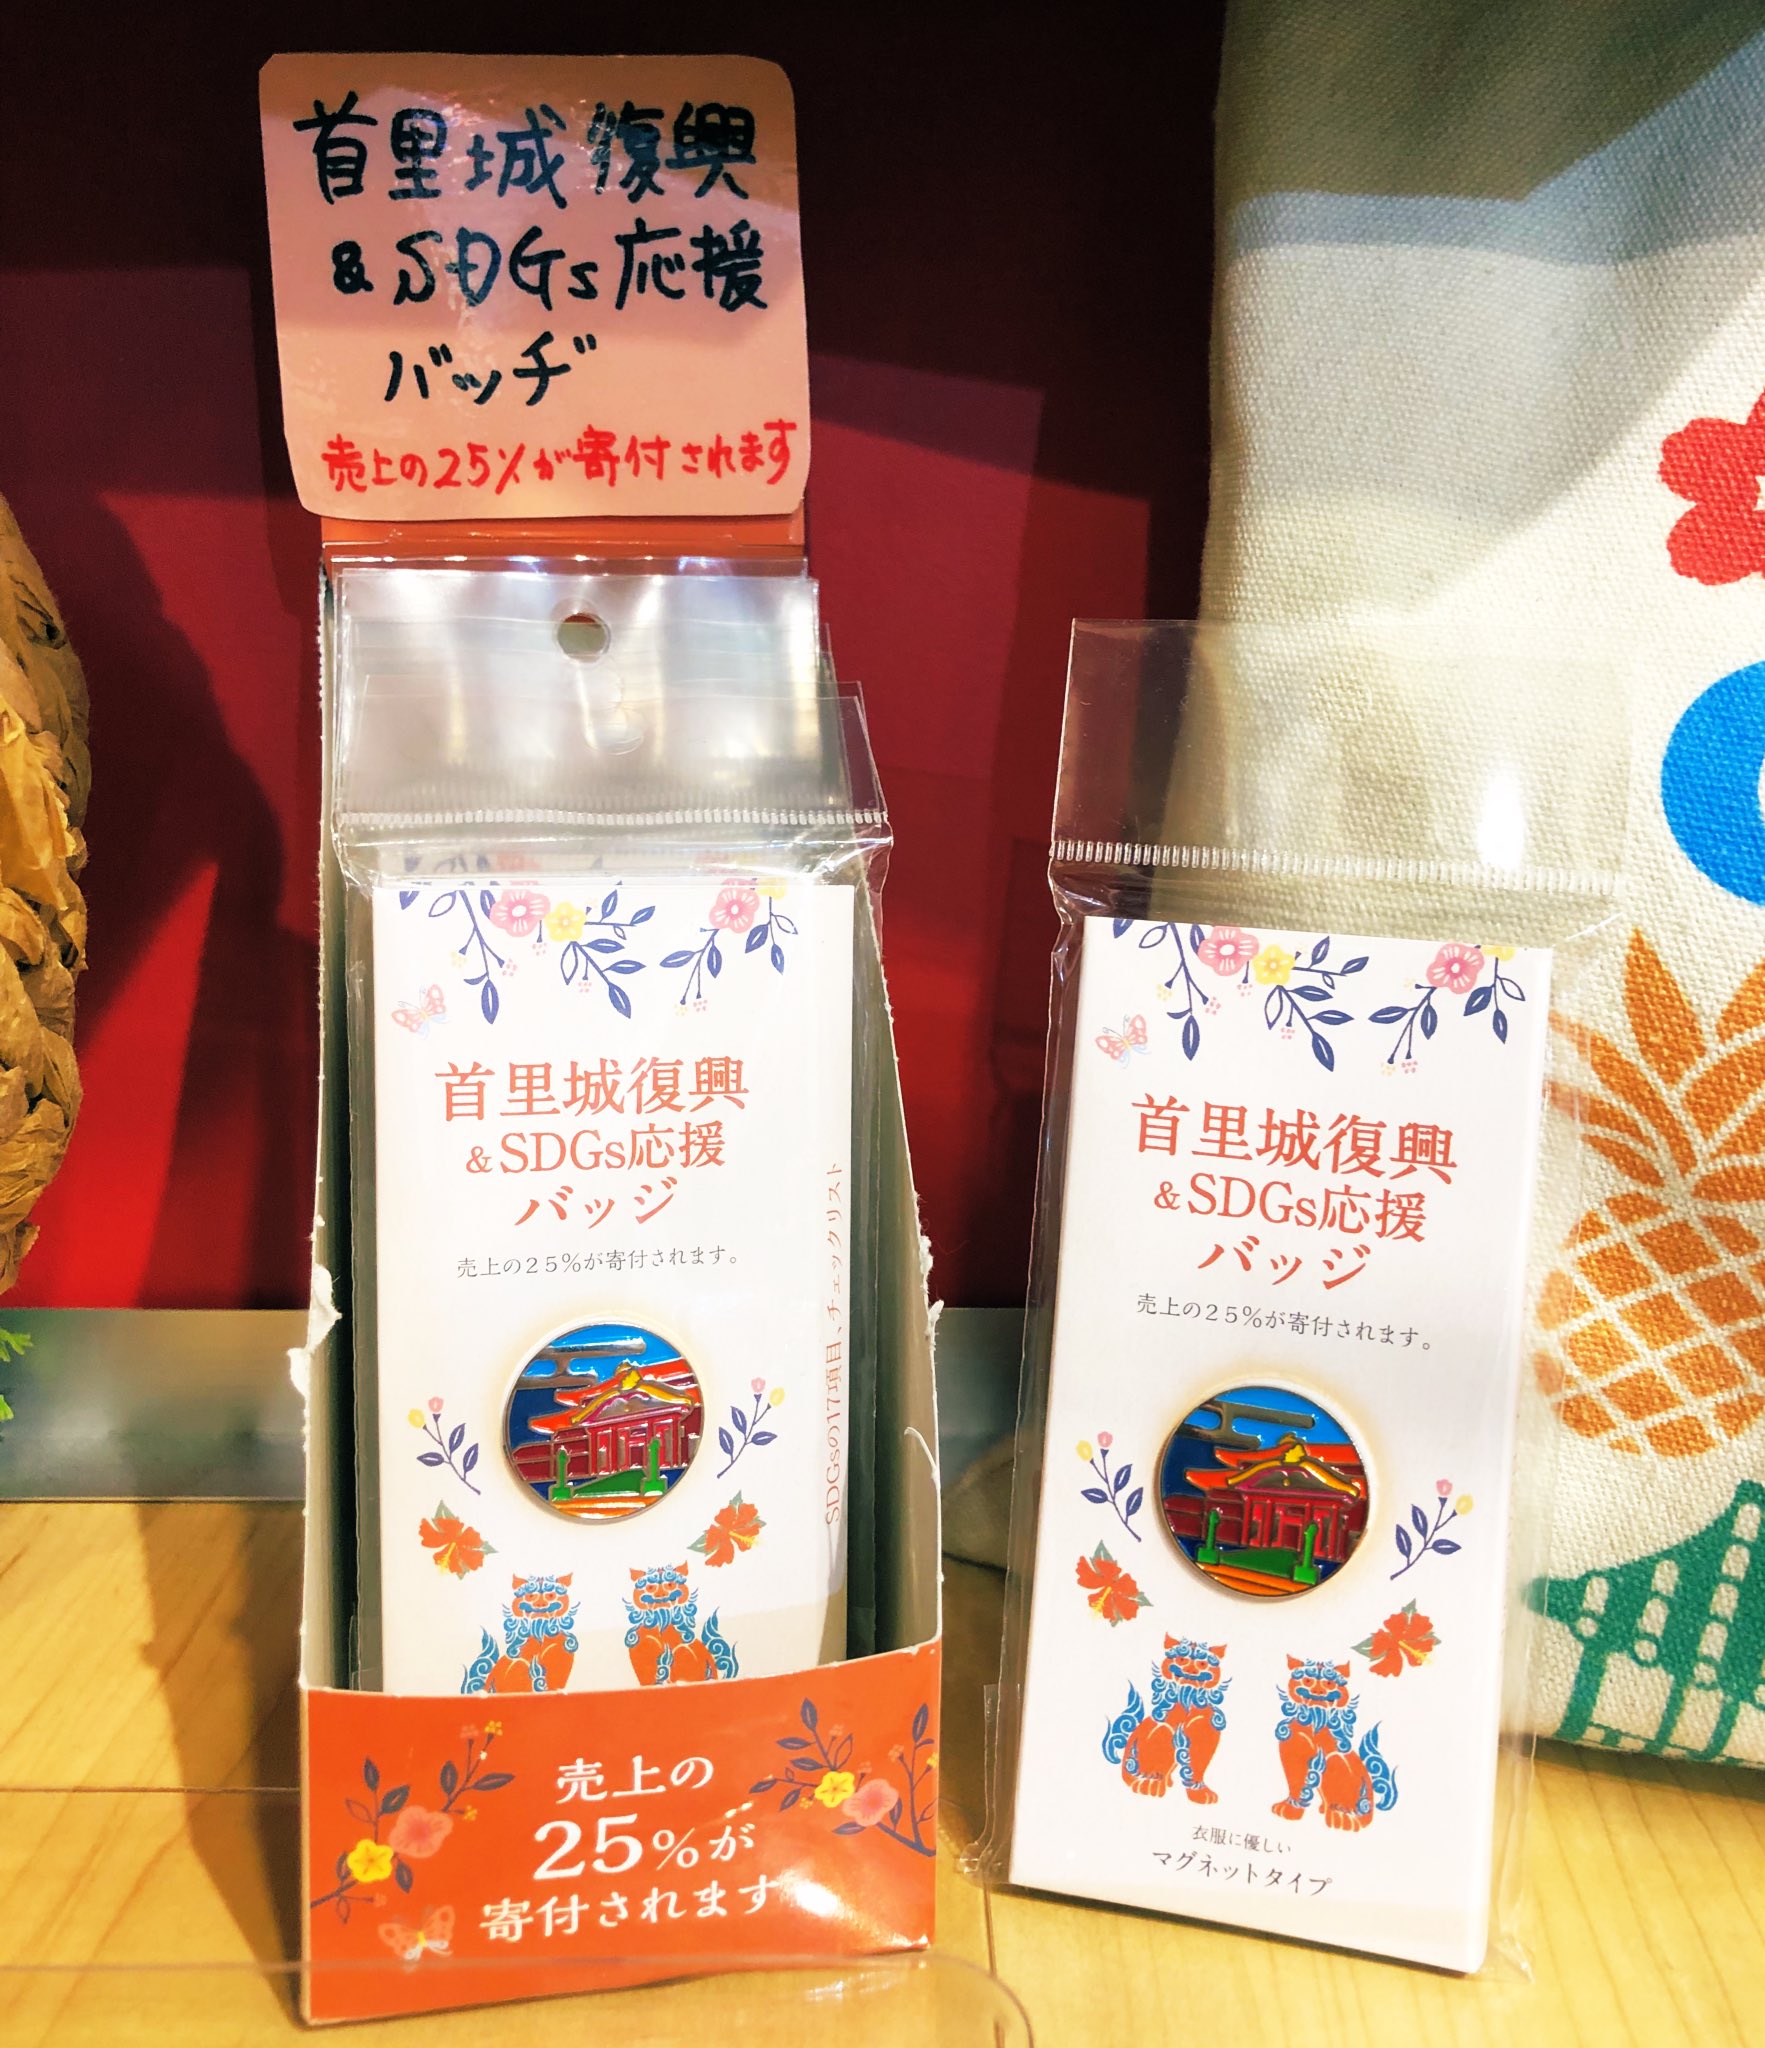 首里城復興
&SDGs応援
バッヂ
売上の25%が寄付されます
首里城復興
&SDGs応援
バッジ
売上の25%が寄付されます。
SDGsの17項目、チェックリスト
売上の
25%が
寄付されます
首里城復興
&SDGs応援
バッジ
売上の25%が寄付されます。
衣服に優しい
マグネットタイプ